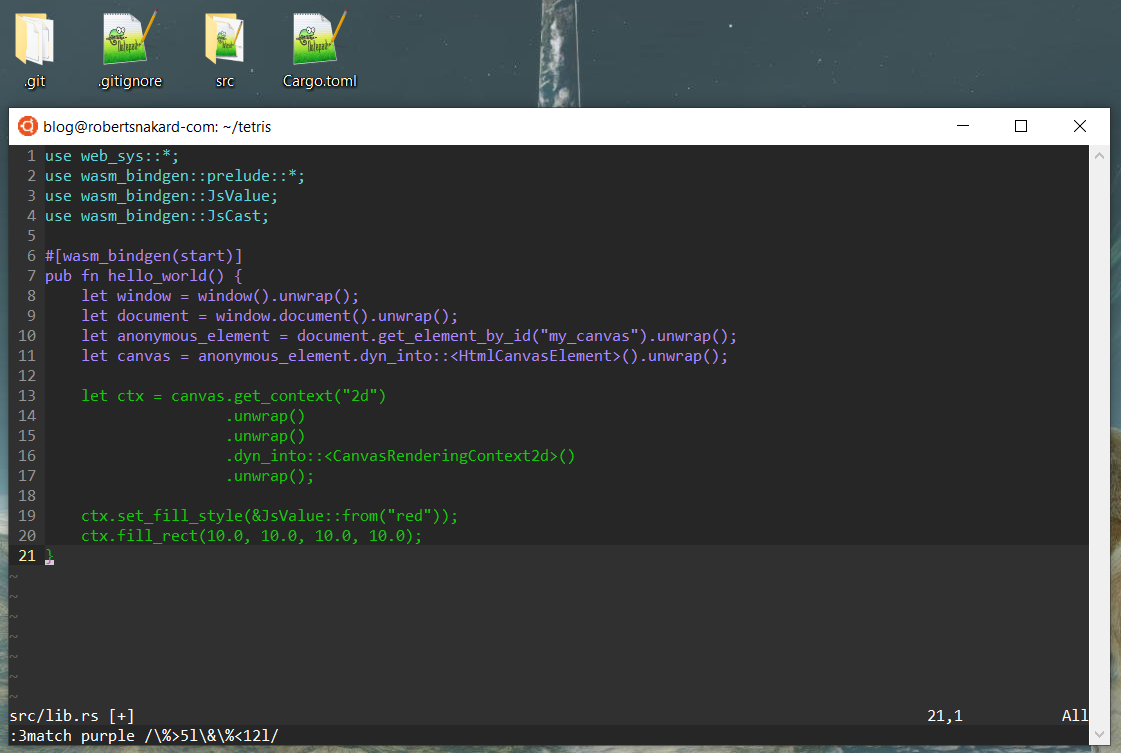 .git
.gitignore
src
Cargo.toml
blog@robertsnakard-com: ~/tetris
1 use web_sys::*;
2 use wasm_bindgen::prelude::*;
3 use wasm_bindgen::JsValue;
4 use wasm_bindgen::JsCast;
5
6 #[wasm_bindgen(start)]
7 pub fn hello_world() {
8     let window = window().unwrap();
9     let document = window.document().unwrap();
10     let anonymous_element = document.get_element_by_id("my_canvas").unwrap();
11     let canvas = anonymous_element.dyn_into::<HtmlCanvasElement>().unwrap();
12
13     let ctx = canvas.get_context("2d")
14                     .unwrap()
15                     .unwrap()
16                     .dyn_into::<CanvasRenderingContext2d>()
17                     .unwrap();
18
19     ctx.set_fill_style(&JsValue::from("red"));
20     ctx.fill_rect(10.0, 10.0, 10.0, 10.0);
21 }
~
~
~
~
~
~
~
src/lib.rs [+] 21,1 All
:3match purple /\%>5l\&\%<12l/